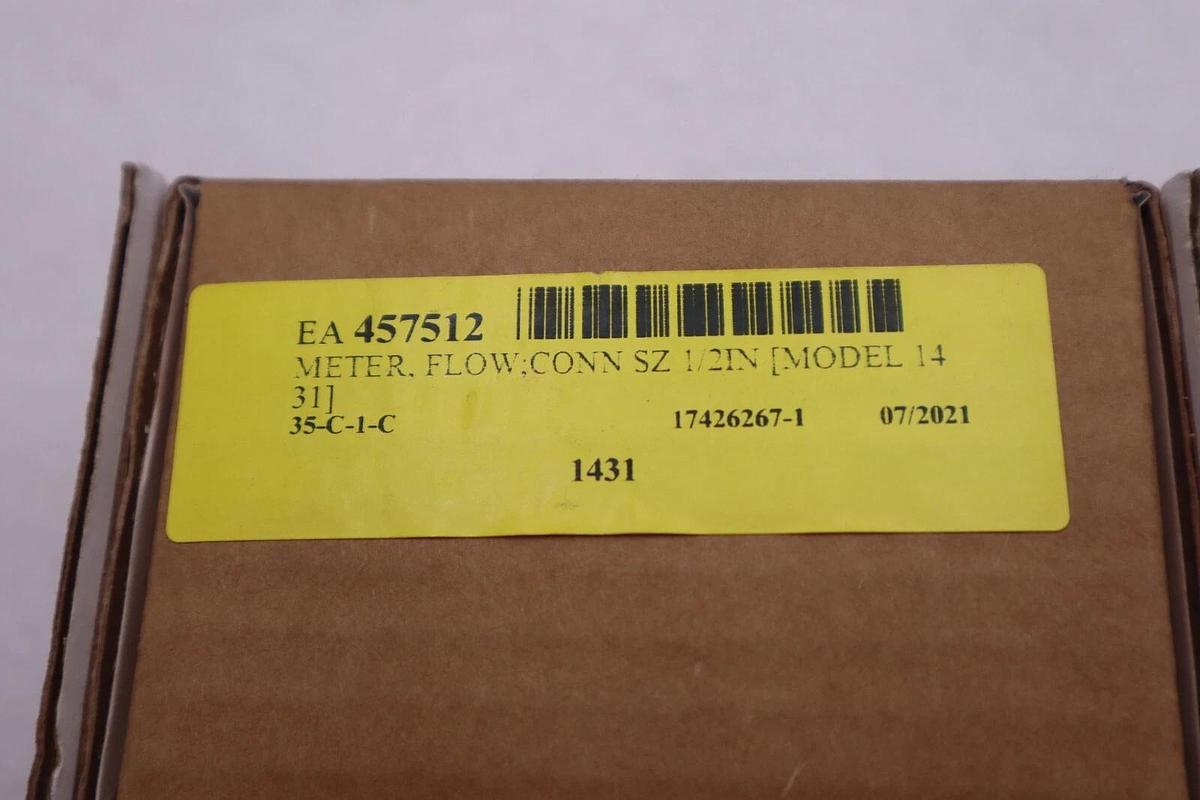 EA 457512
METER, FLOW;CONN SZ 1/2IN [MODEL 14
31]
35-C-1-C 17426267-1 07/2021
1431